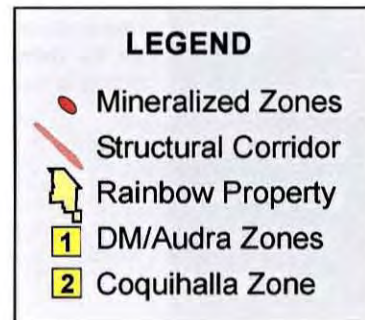 LEGEND
Mineralized Zones
Structural Corridor
Rainbow Property
1 DM/Audra Zones
2 Coquihalla Zone